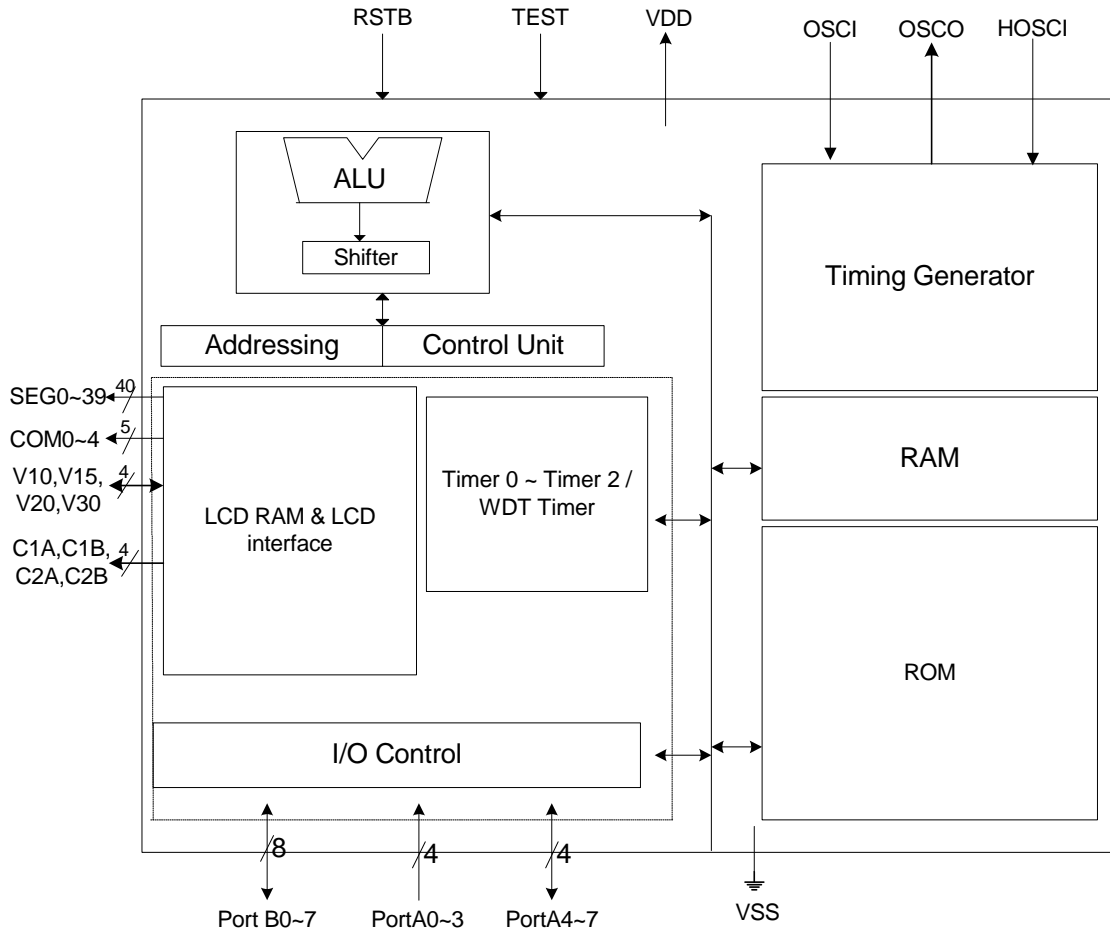 RSTB
TEST
VDD
OSCI
OSCO
HOSCI
ALU
Shifter
Timing Generator
Addressing
Control Unit
SEG0~39
40
COM0~4
5
V10,V15,
V20,V30
4
C1A,C1B,
C2A,C2B
4
LCD RAM & LCD
interface
Timer 0 ~ Timer 2 /
WDT Timer
RAM
ROM
I/O Control
8
4
4
Port B0~7
PortA0~3
PortA4~7
VSS